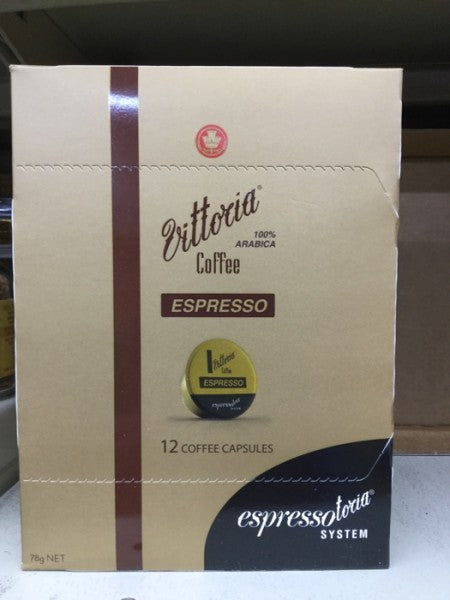 Vittoria®
100%
ARABICA
Coffee
ESPRESSO
Vittoria
Coffee
ESPRESSO
espressotoria
12 COFFEE CAPSULES
espressotoria®
SYSTEM
78g NET